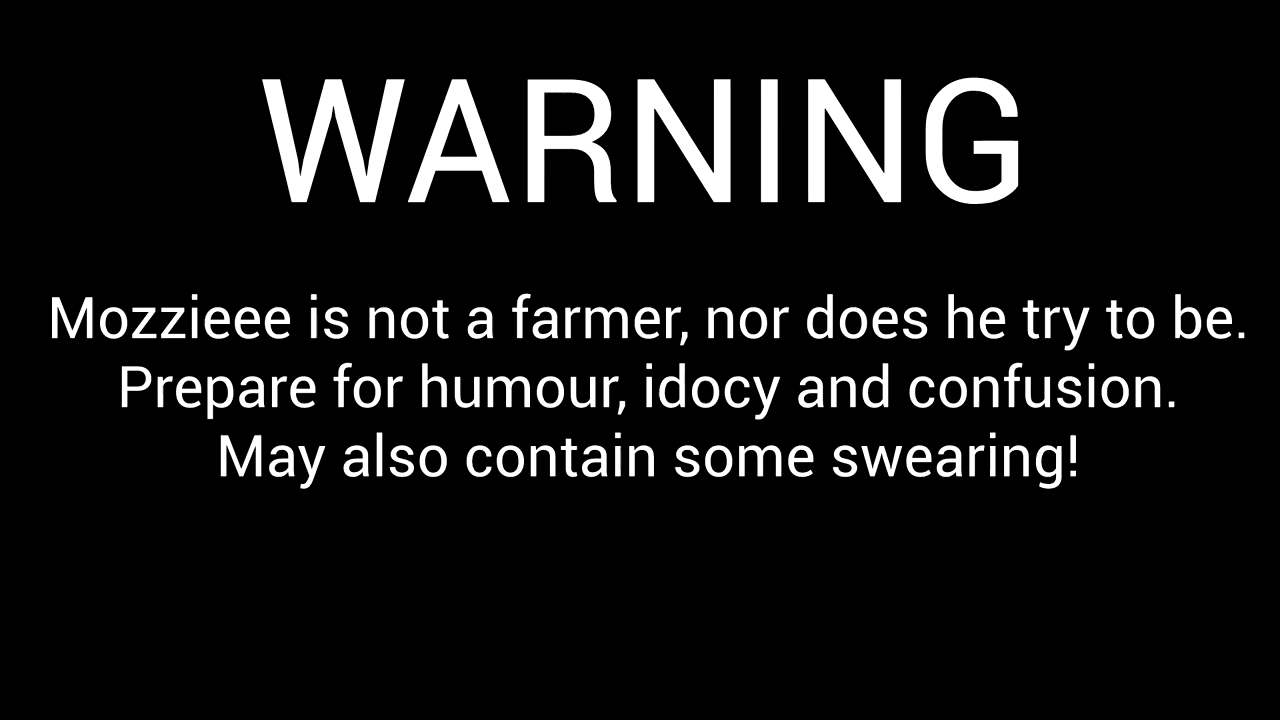 WARNING
Mozzieee is not a farmer, nor does he try to be.
Prepare for humour, idocy and confusion.
May also contain some swearing!